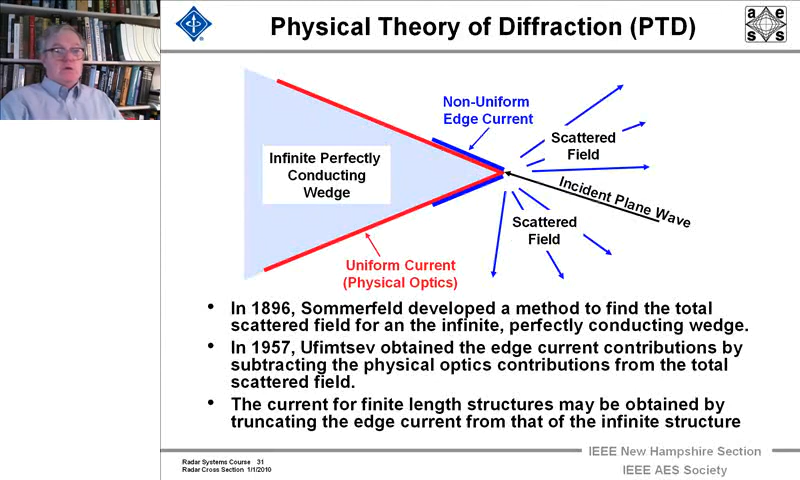 Physical Theory of Diffraction (PTD)
a e
s s
Non-Uniform
Edge Current
Scattered
Field
Infinite Perfectly
Conducting
Wedge
Incident Plane Wave
Scattered
Field
Uniform Current
(Physical Optics)
• In 1896, Sommerfeld developed a method to find the total
scattered field for an the infinite, perfectly conducting wedge.
• In 1957, Ufimtsev obtained the edge current contributions by
subtracting the physical optics contributions from the total
scattered field.
• The current for finite length structures may be obtained by
truncating the edge current from that of the infinite structure
Radar Systems Course 31
Radar Cross Section 1/1/2010
IEEE New Hampshire Section
IEEE AES Society